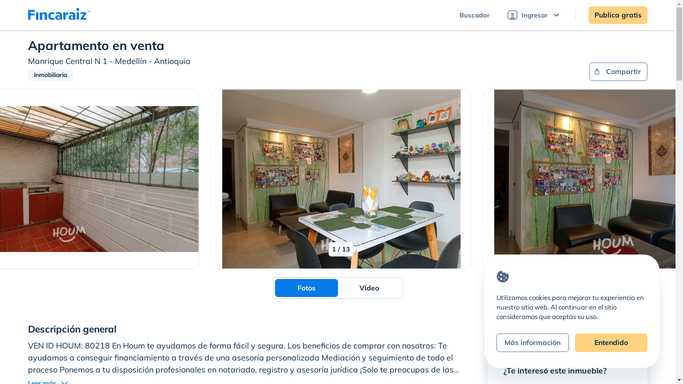 Fincaraiz
Buscador
Ingresar
Publica gratis
Apartamento en venta
Manrique Central N 1 - Medellín - Antioquia
Inmobiliaria
Compartir
HOUM
HOUM
1 / 13
Fotos
Video
Descripción general
VEN ID HOUM: 80218 En Houm te ayudamos de forma fácil y segura. Los beneficios de comprar con nosotros: Te
ayudamos a conseguir financiamiento a través de una asesoría personalizada Mediación y seguimiento de todo el
proceso Ponemos a tu disposición profesionales en notariado, registro y asesoría jurídica ¡Solo te preocupas de las...
Leer más
Utilizamos cookies para mejorar tu experiencia en
nuestro sitio web. Al continuar en el sitio
consideramos que aceptas su uso.
Más información
Entendido
¿Te interesó este inmueble?